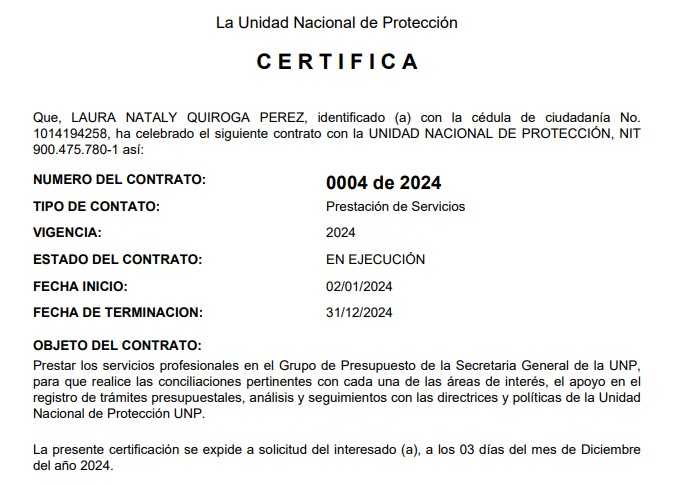 La Unidad Nacional de Protección
C E R T I F I C A
Que, LAURA NATALY QUIROGA PEREZ, identificado (a) con la cédula de ciudadanía No.
1014194258, ha celebrado el siguiente contrato con la UNIDAD NACIONAL DE PROTECCIÓN, NIT
900.475.780-1 así:
NUMERO DEL CONTRATO: 0004 de 2024
TIPO DE CONTATO: Prestación de Servicios
VIGENCIA: 2024
ESTADO DEL CONTRATO: EN EJECUCIÓN
FECHA INICIO: 02/01/2024
FECHA DE TERMINACION: 31/12/2024
OBJETO DEL CONTRATO:
Prestar los servicios profesionales en el Grupo de Presupuesto de la Secretaria General de la UNP,
para que realice las conciliaciones pertinentes con cada una de las áreas de interés, el apoyo en el
registro de trámites presupuestales, análisis y seguimientos con las directrices y políticas de la Unidad
Nacional de Protección UNP.
La presente certificación se expide a solicitud del interesado (a), a los 03 días del mes de Diciembre
del año 2024.